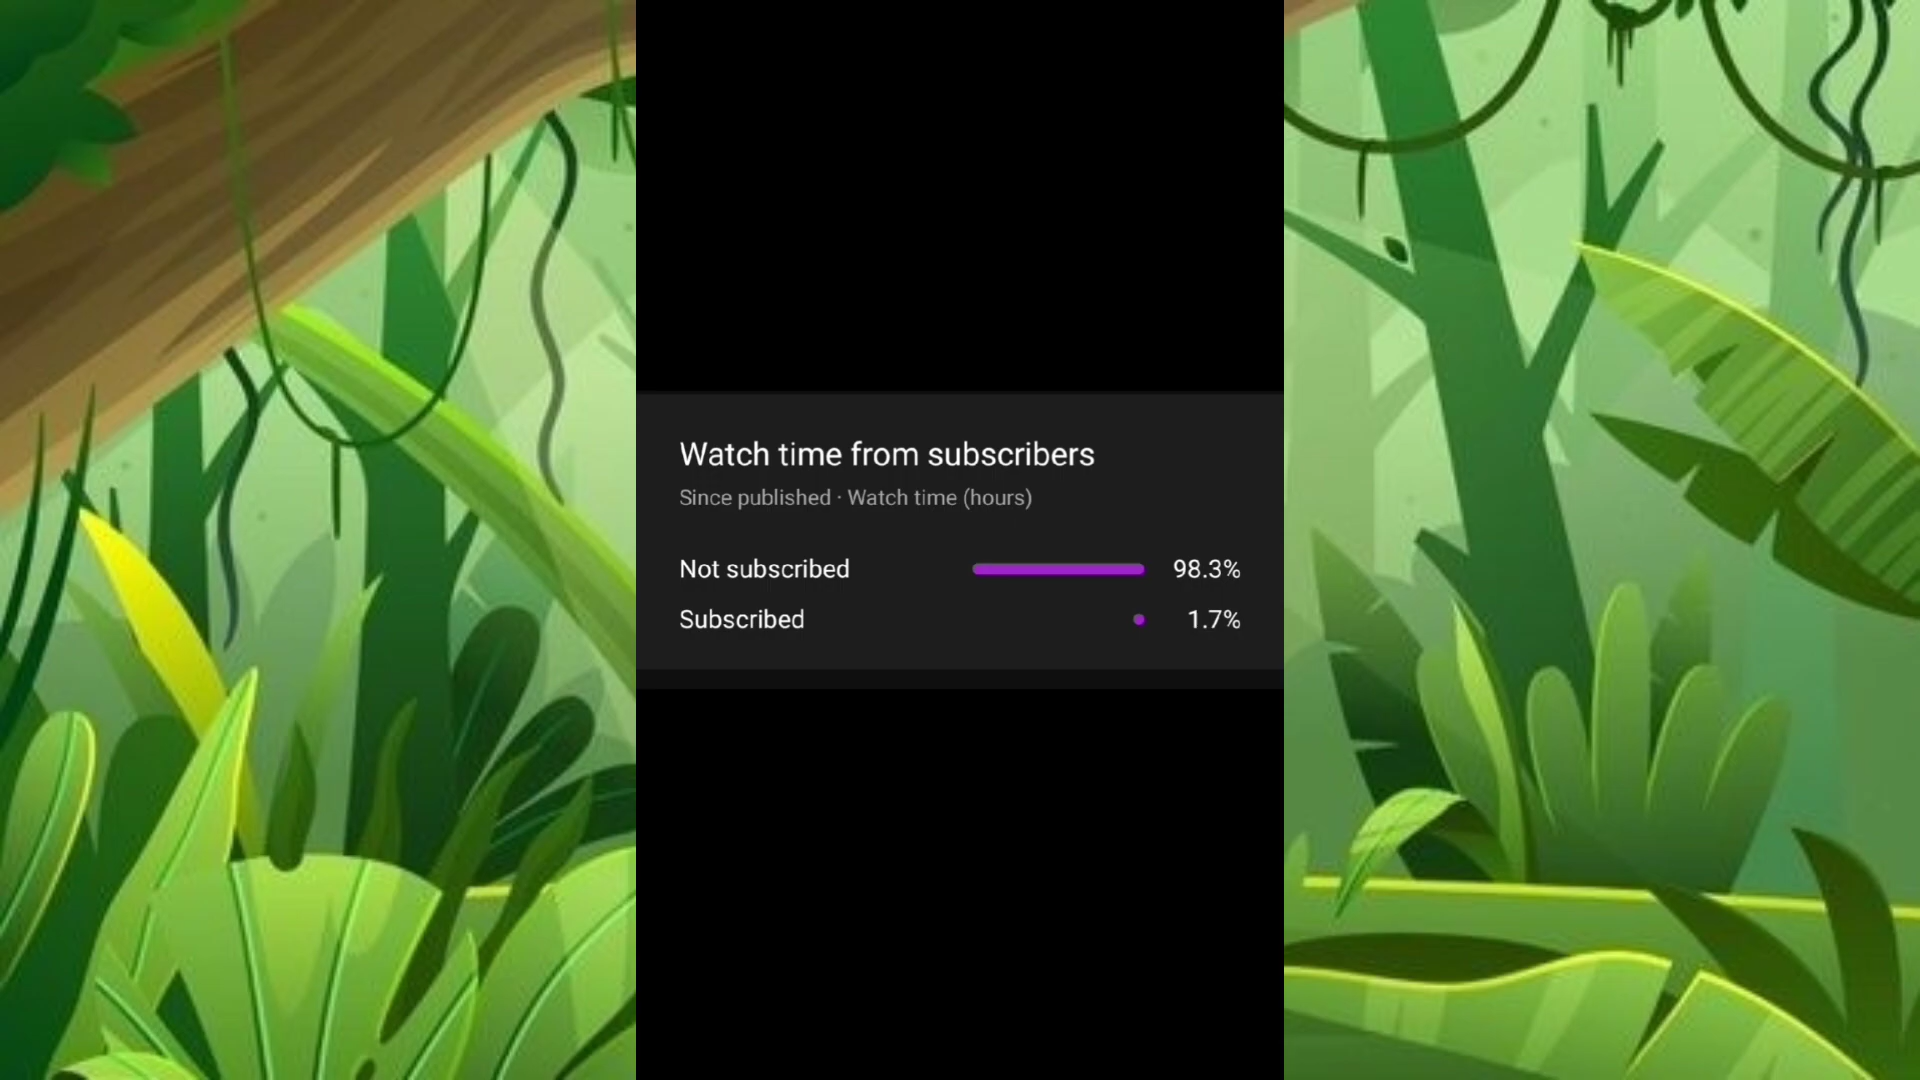 Watch time from subscribers
Since published · Watch time (hours)
Not subscribed 98.3%
Subscribed 1.7%